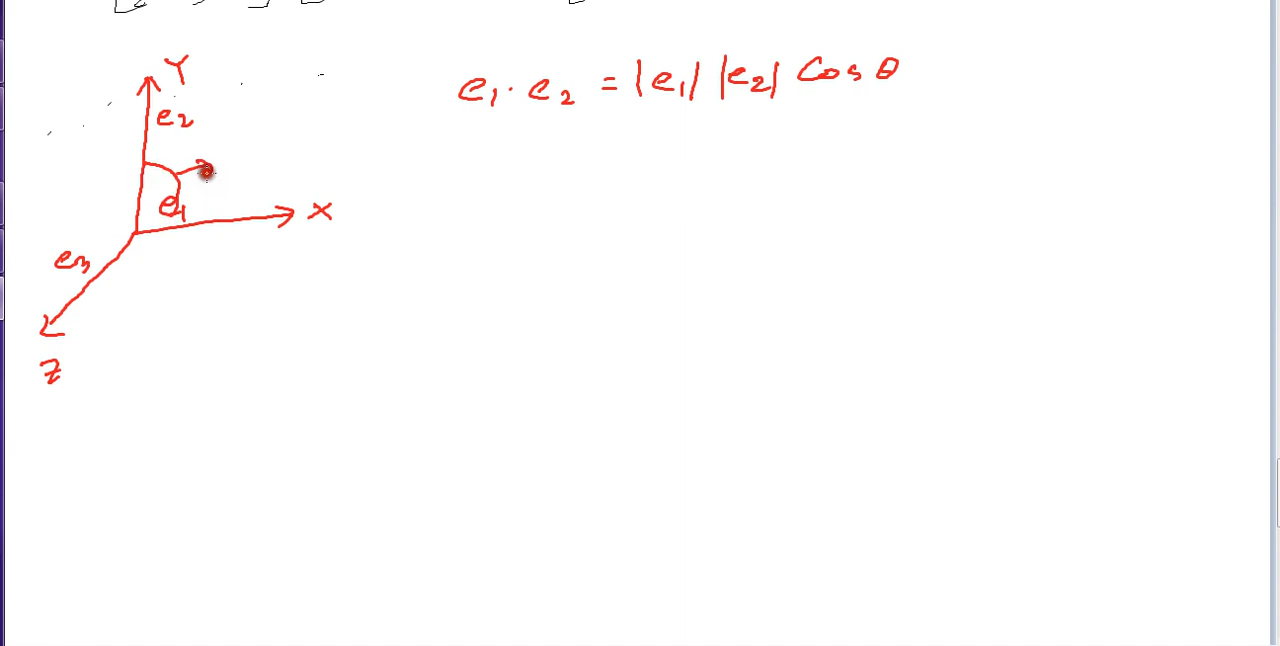 Y
e₁ · e₂ = |e₁| |e₂| Cos θ
e₂
e₁
X
e₃
Z